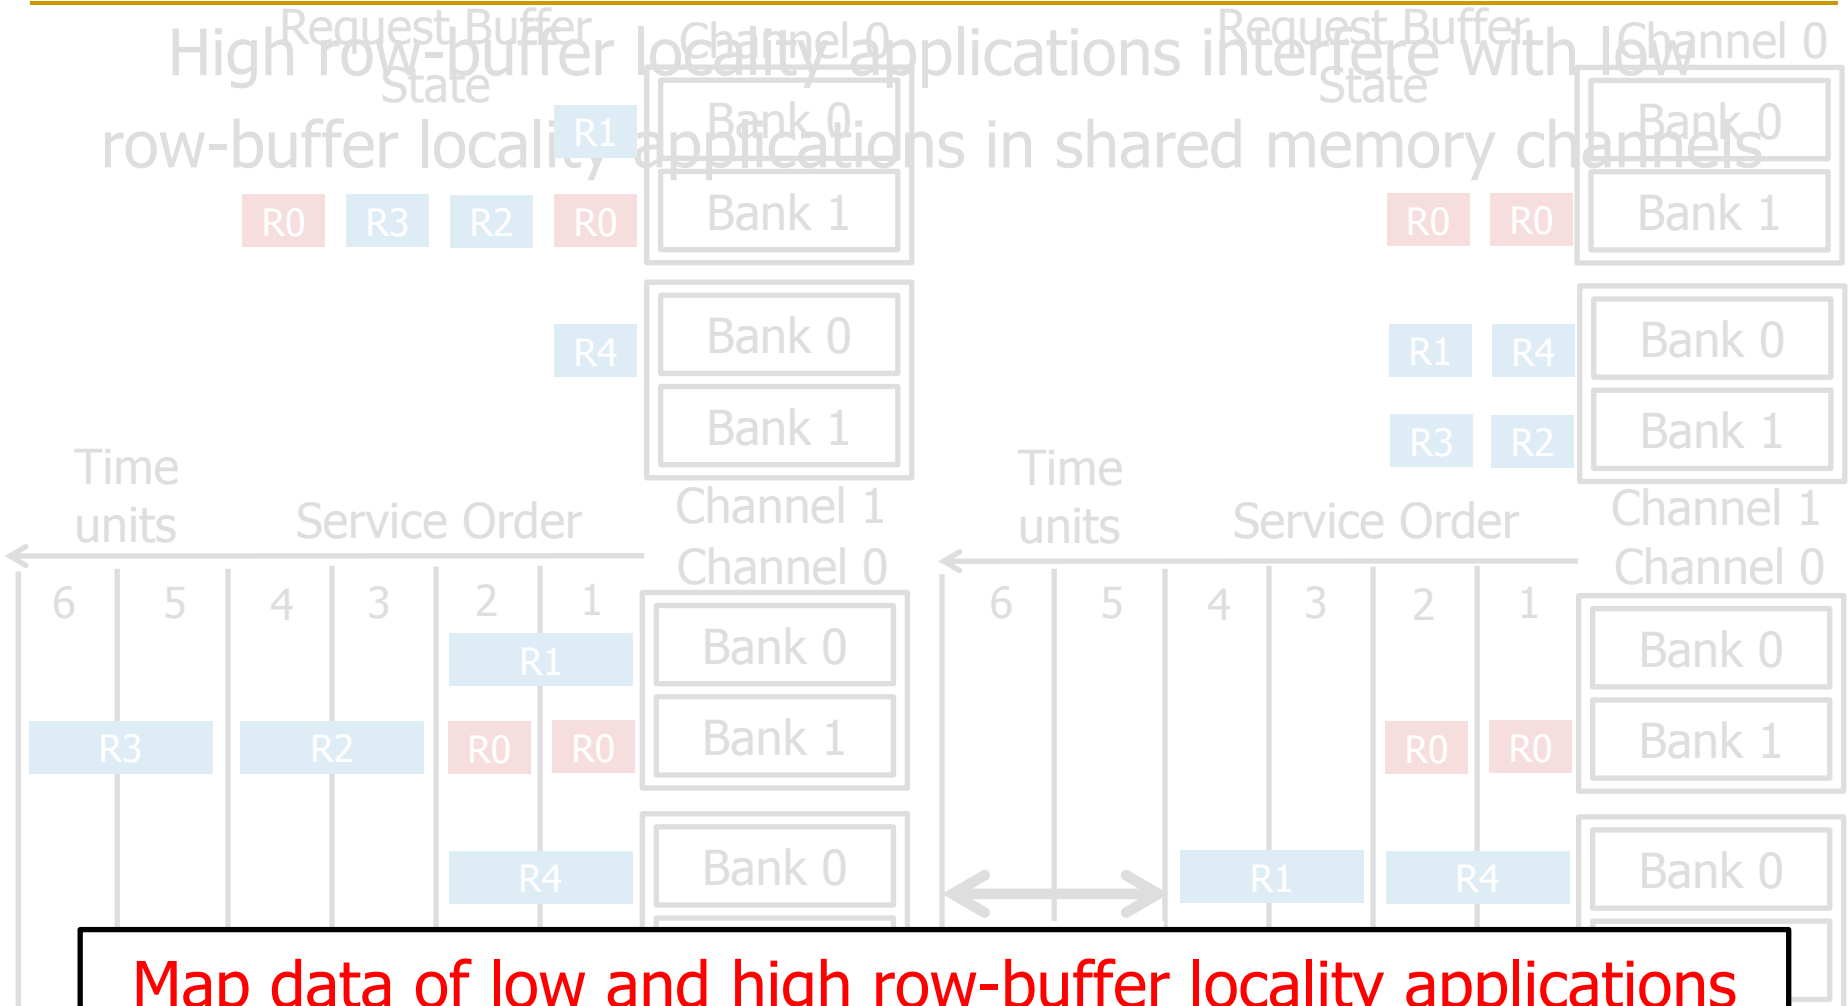 High row-buffer locality applications interfere with low
row-buffer locality applications in shared memory channels
Request Buffer
State
Channel 0
R1
Bank 0
R0 R3 R2 R0
Bank 1
R4
Bank 0
Bank 1
Channel 1
Time
units
Service Order
Channel 0
6 5 4 3 2 1
R1
Bank 0
R3 R2 R0 R0
Bank 1
R4
Bank 0
Request Buffer
State
Channel 0
Bank 0
R0 R0
Bank 1
R1 R4
Bank 0
R3 R2
Bank 1
Channel 1
Time
units
Service Order
Channel 0
6 5 4 3 2 1
Bank 0
R0 R0
Bank 1
R1 R4
Bank 0
Map data of low and high row-buffer locality applications